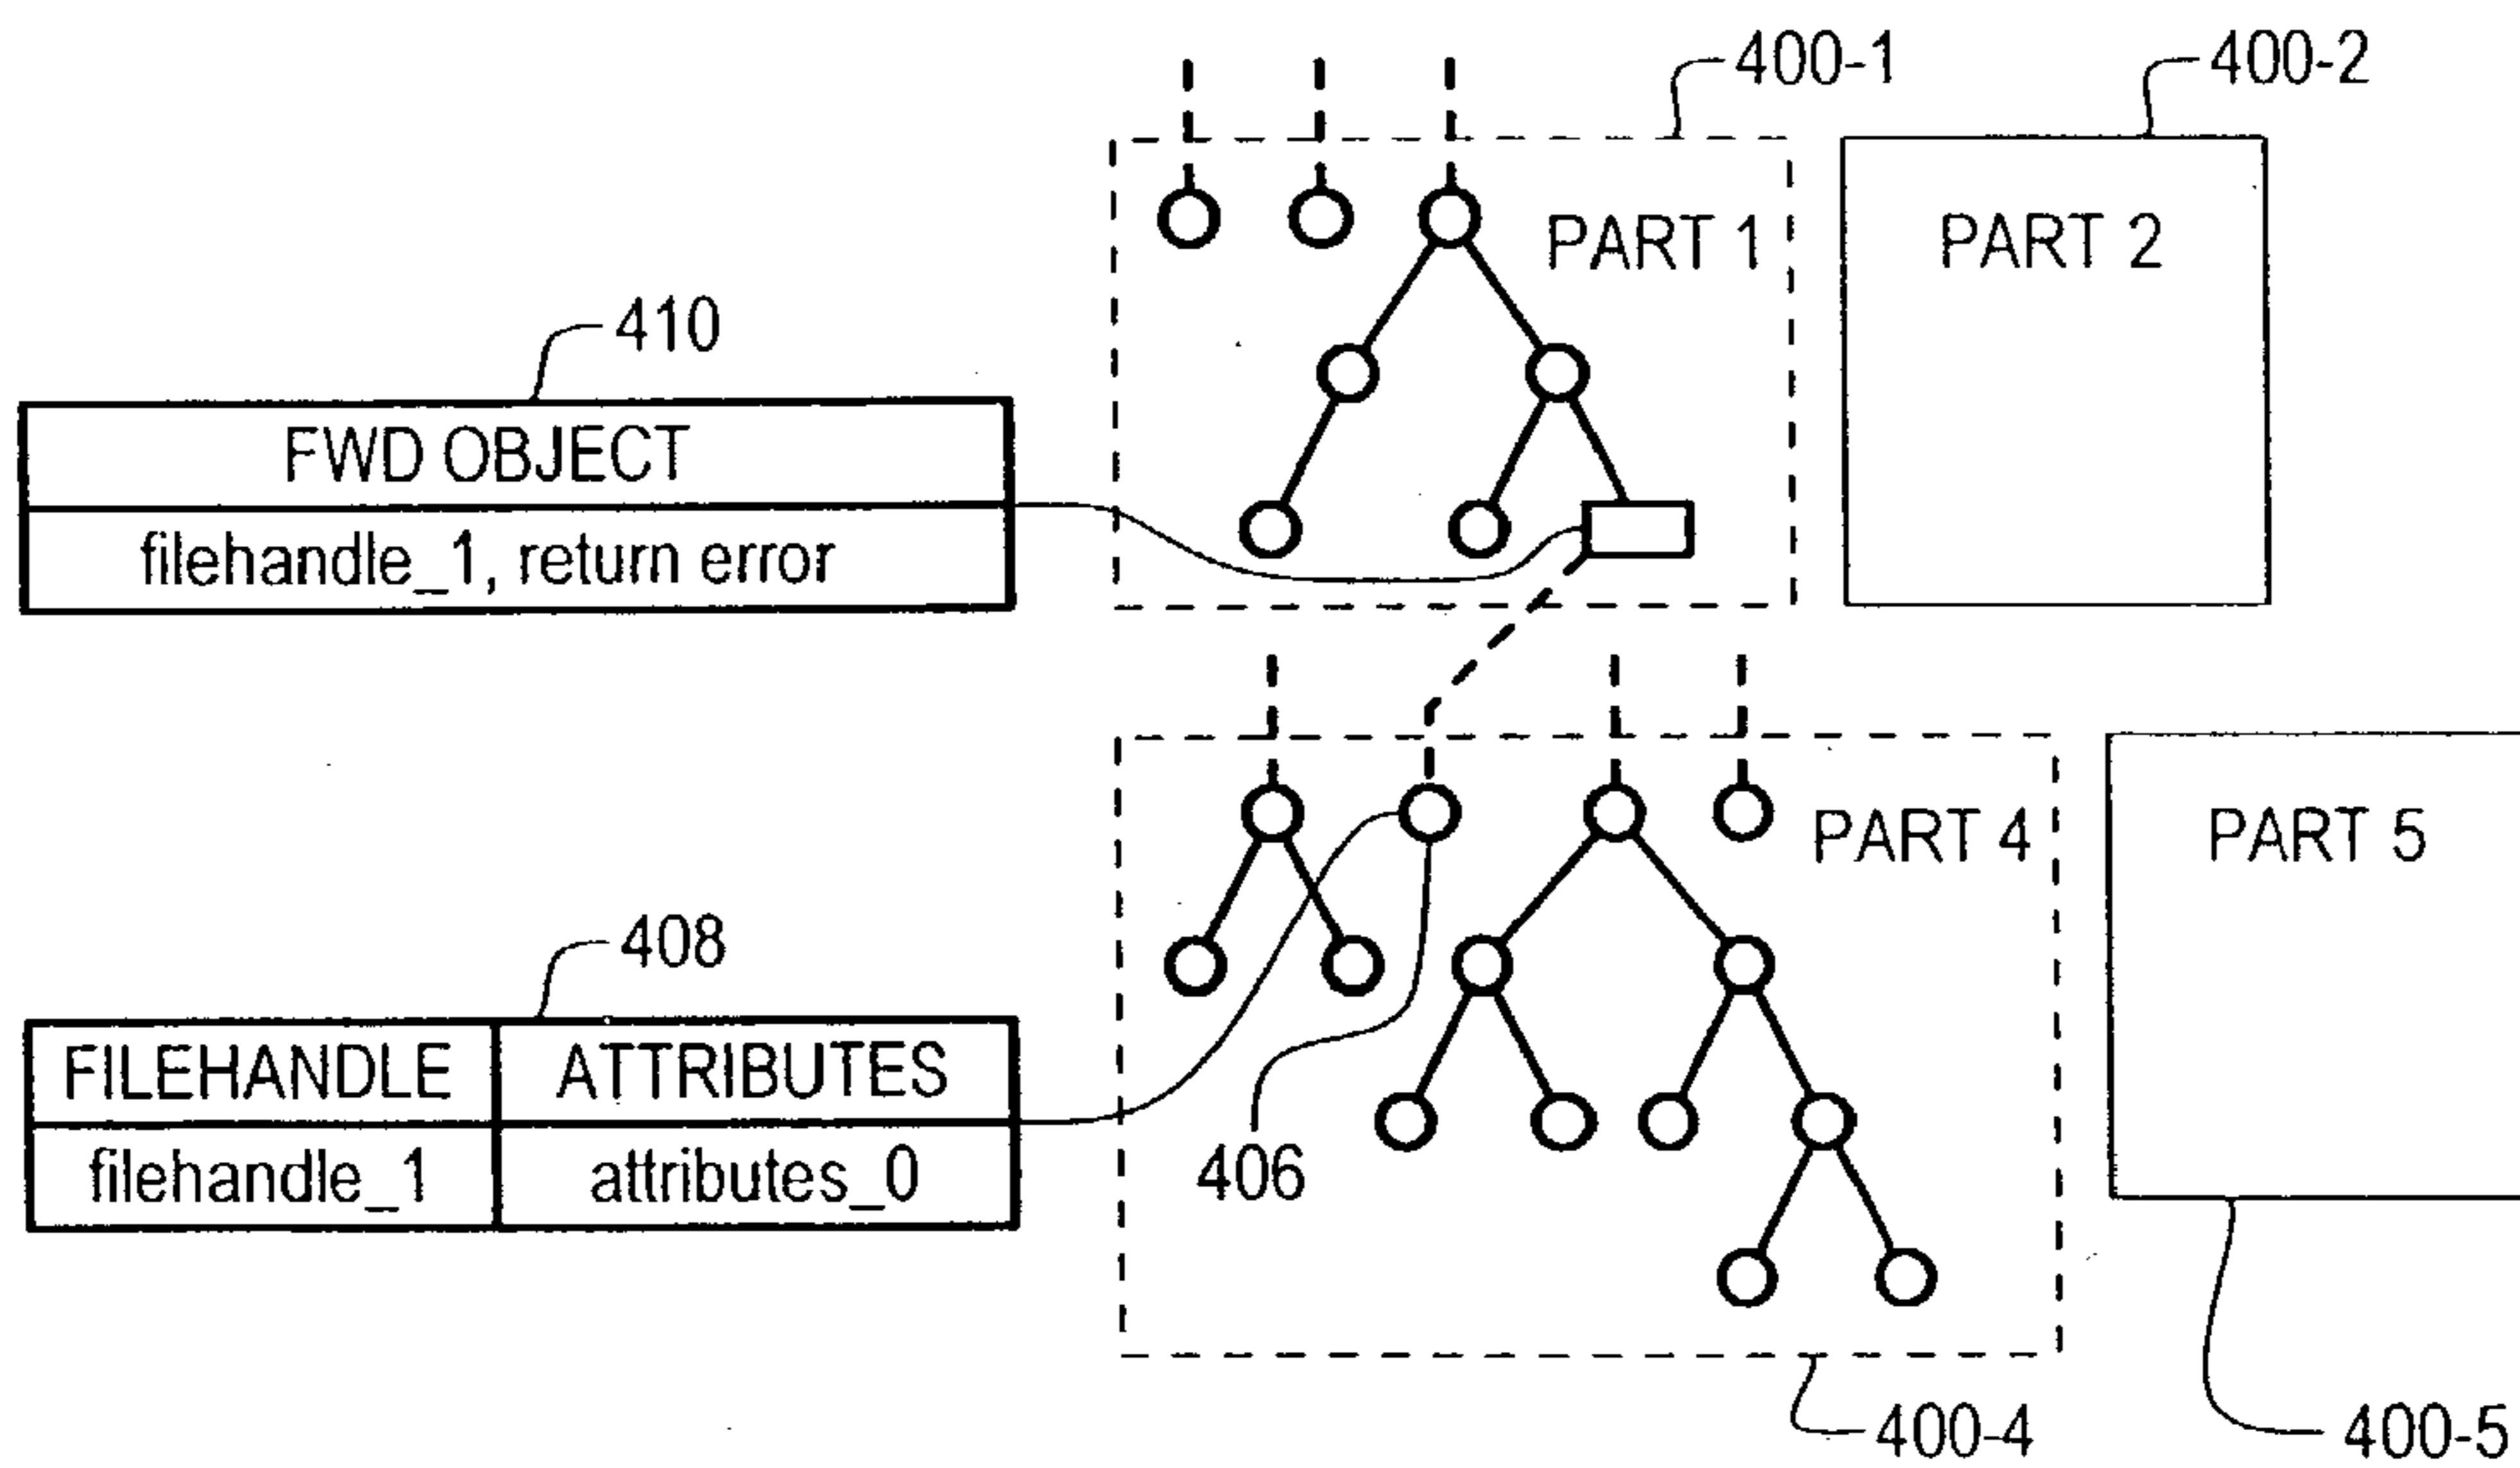 400-1
400-2
PART 1
PART 2
410
FWD OBJECT
filehandle_1, return error
PART 4
PART 5
408
FILEHANDLE ATTRIBUTES
filehandle_1 attributes_0
406
400-4
400-5